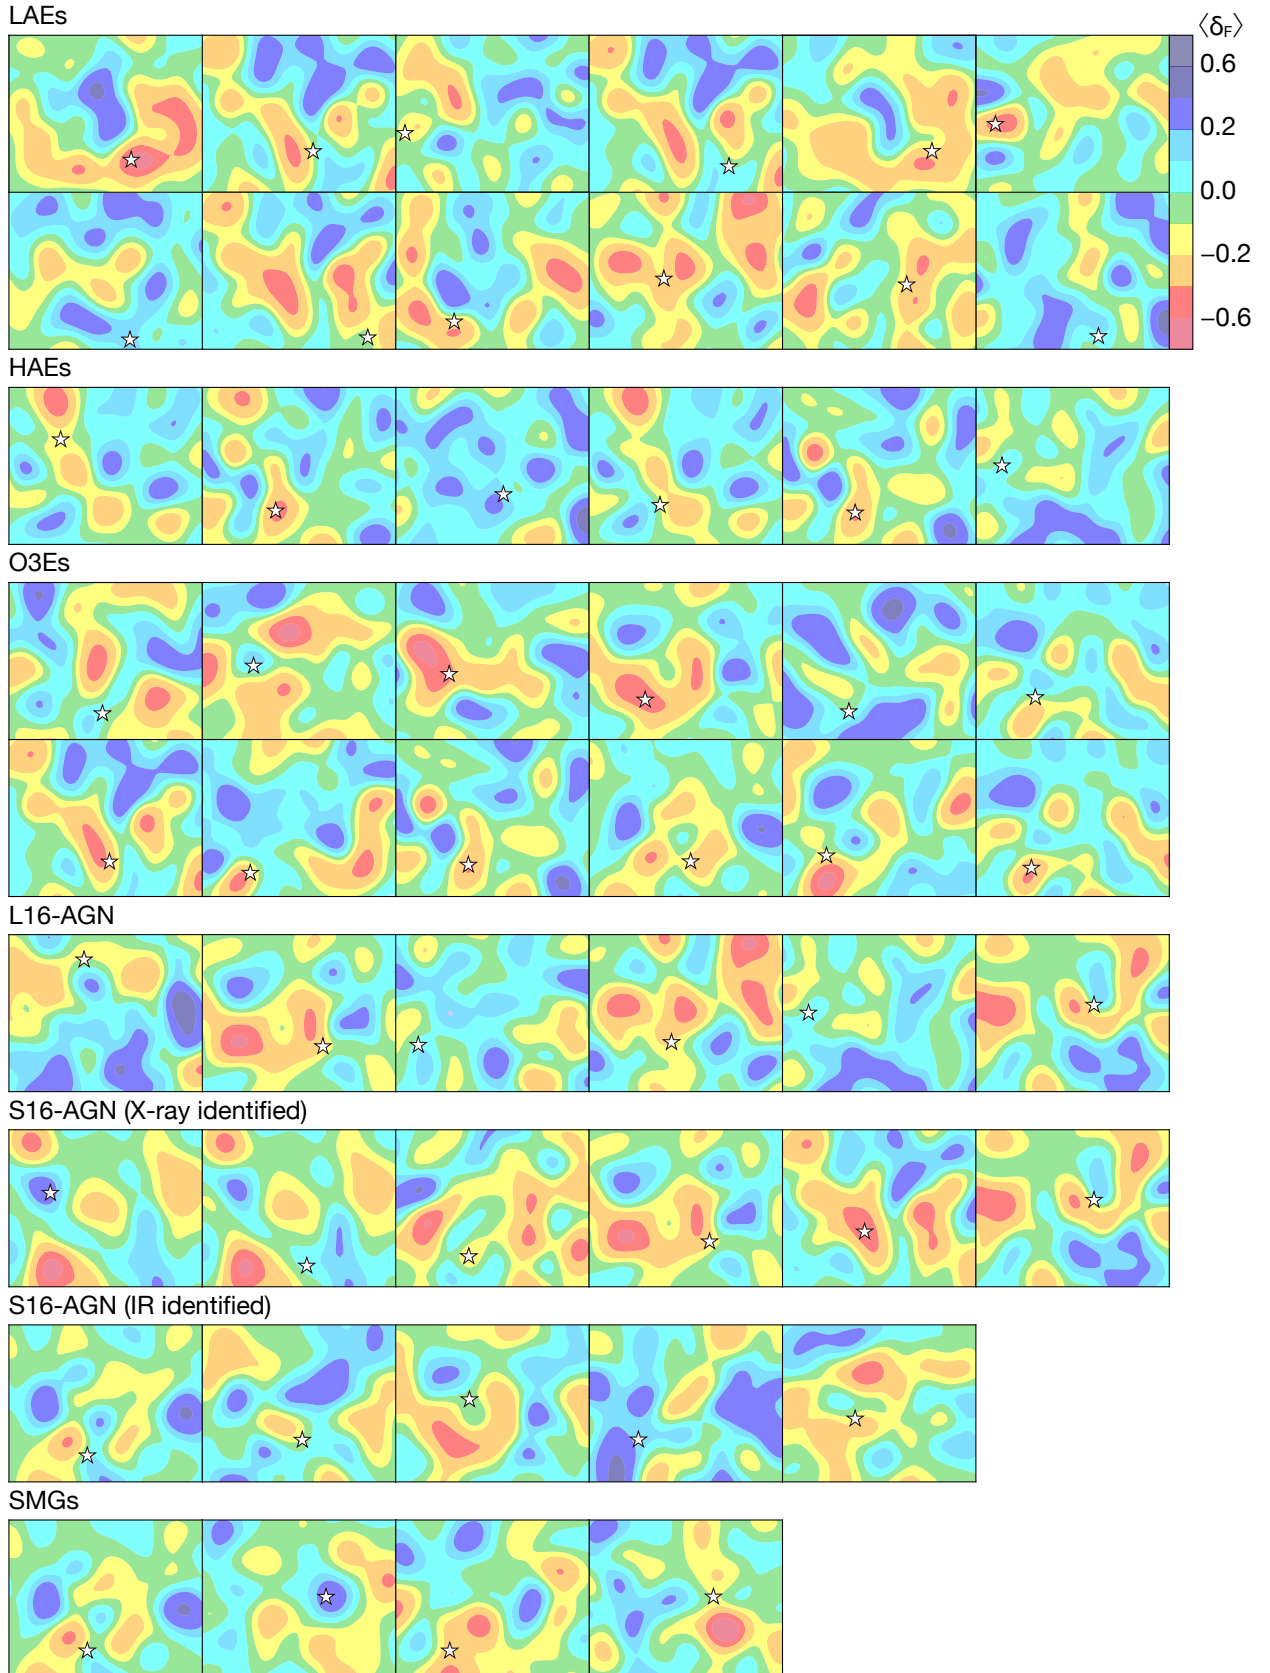 LAEs
⟨δF⟩
0.6
0.2
0.0
−0.2
−0.6
HAEs
O3Es
L16-AGN
S16-AGN (X-ray identified)
S16-AGN (IR identified)
SMGs